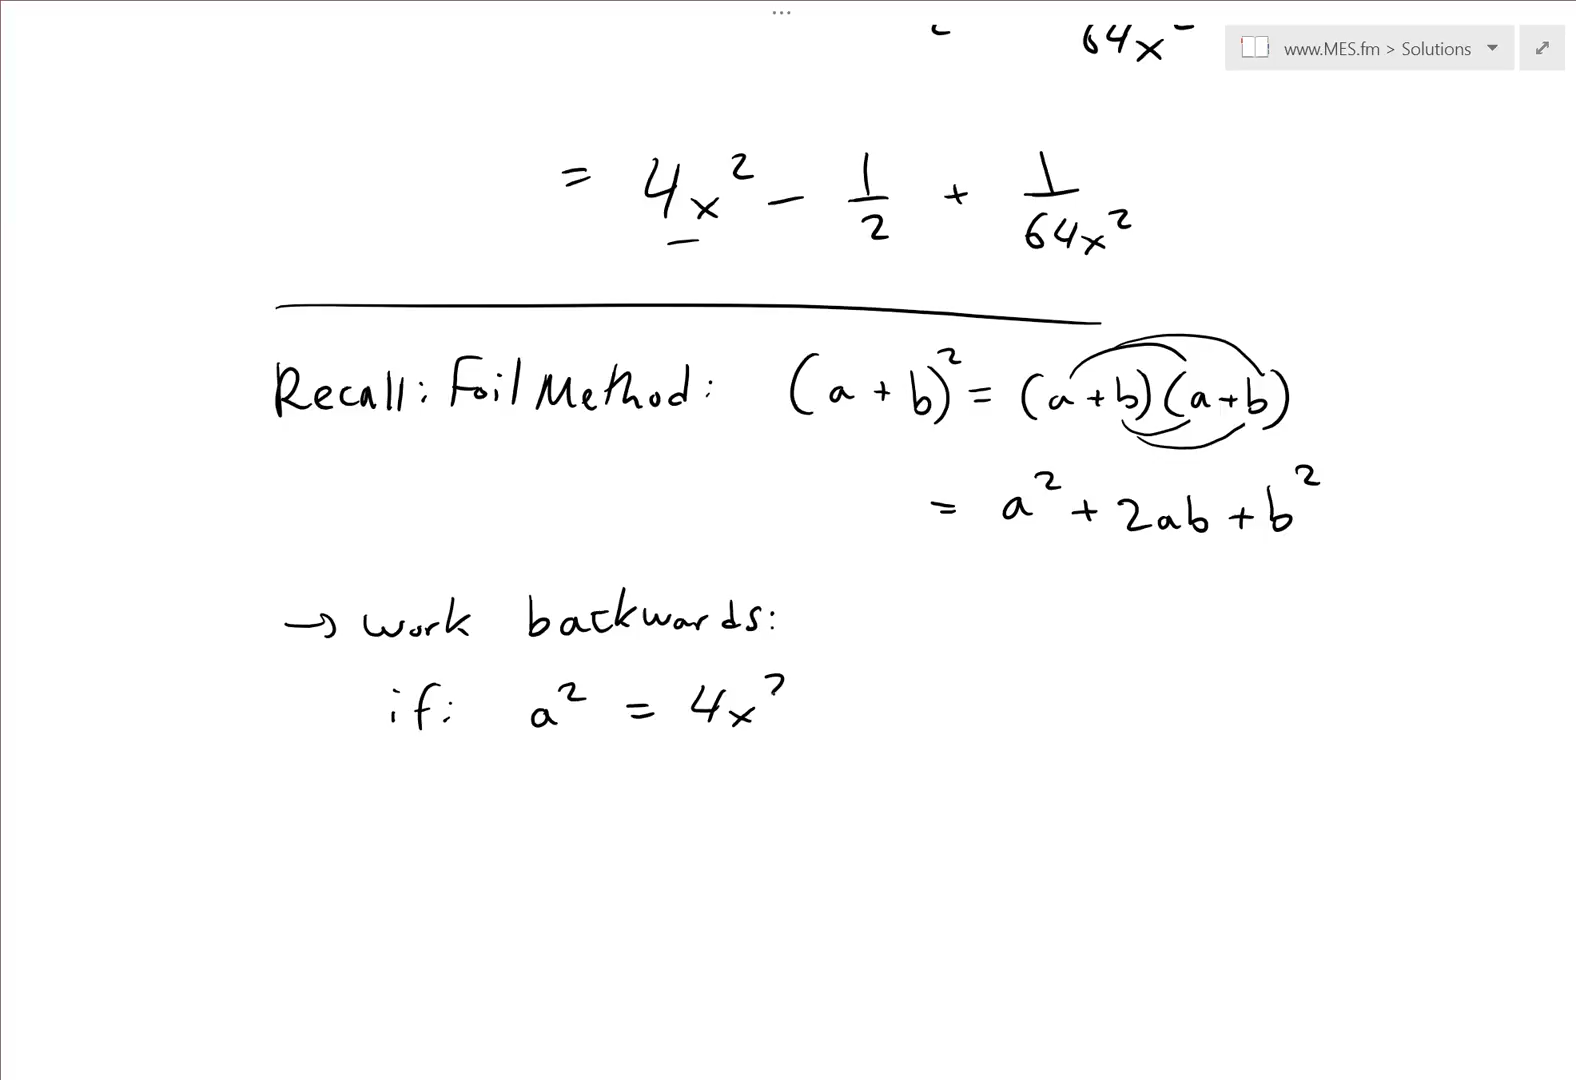 64x²
www.MES.fm > Solutions
= 4x² - 1/2 + 1/64x²
Recall: Foil Method: (a + b)² = (a + b)(a + b)
= a² + 2ab + b²
→ work backwards:
if: a² = 4x²